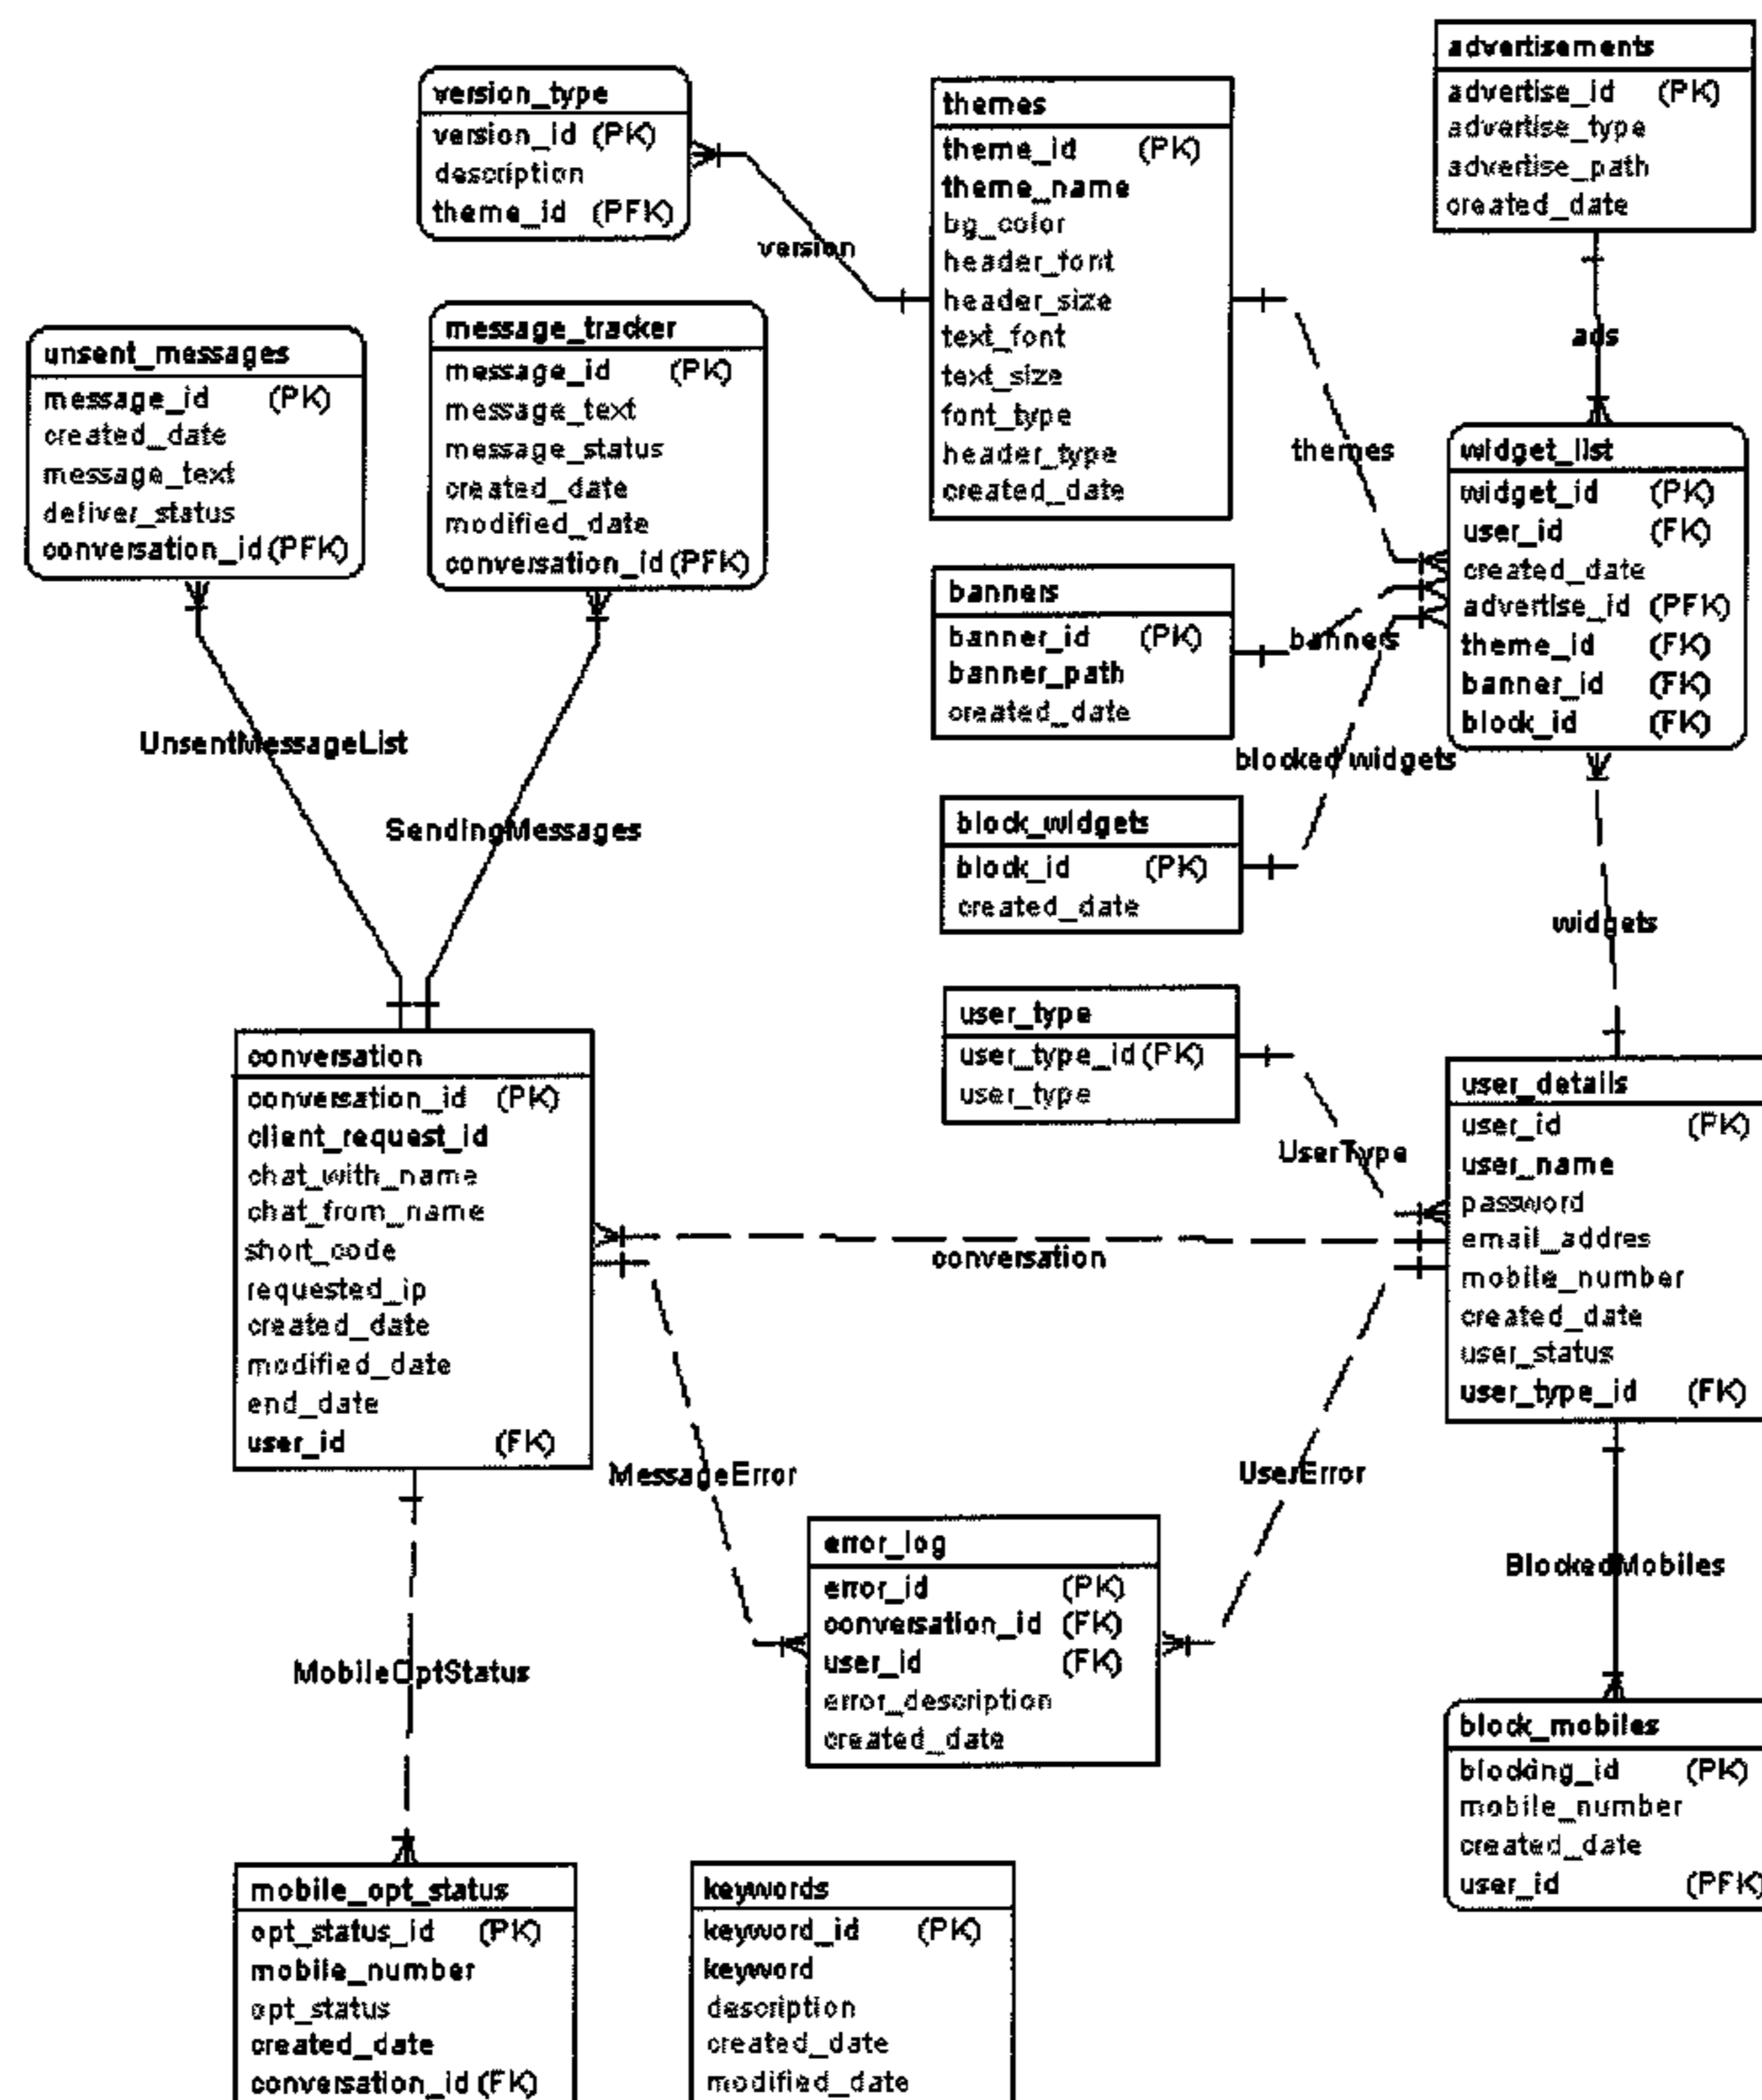 advertisements
advertise_id (PK)
advertise_type
advertise_path
created_date
version_type
version_id (PK)
description
theme_id (PFK)
version
themes
theme_id (PK)
theme_name
bg_color
header_font
header_size
text_font
text_size
font_type
header_type
created_date
ads
themes
unsent_messages
message_id (PK)
created_date
message_text
deliver_status
conversation_id (PFK)
message_tracker
message_id (PK)
message_text
message_status
created_date
modified_date
conversation_id (PFK)
widget_list
widget_id (PK)
user_id (FK)
created_date
advertise_id (PFK)
theme_id (FK)
banner_id (FK)
block_id (FK)
banners
banner_id (PK)
banner_path
created_date
banners
UnsentMessageList
SendingMessages
blocked widgets
block_widgets
block_id (PK)
created_date
widgets
user_type
user_type_id (PK)
user_type
UserType
conversation
conversation_id (PK)
client_request_id
chat_with_name
chat_from_name
short_code
requested_ip
created_date
modified_date
end_date
user_id (FK)
conversation
user_details
user_id (PK)
user_name
password
email_addres
mobile_number
created_date
user_status
user_type_id (FK)
MessageError
UserError
error_log
error_id (PK)
conversation_id (FK)
user_id (FK)
error_description
created_date
BlockedMobiles
MobileOptStatus
block_mobiles
blocking_id (PK)
mobile_number
created_date
user_id (PFK)
mobile_opt_status
opt_status_id (PK)
mobile_number
opt_status
created_date
conversation_id (FK)
keywords
keyword_id (PK)
keyword
description
created_date
modified_date